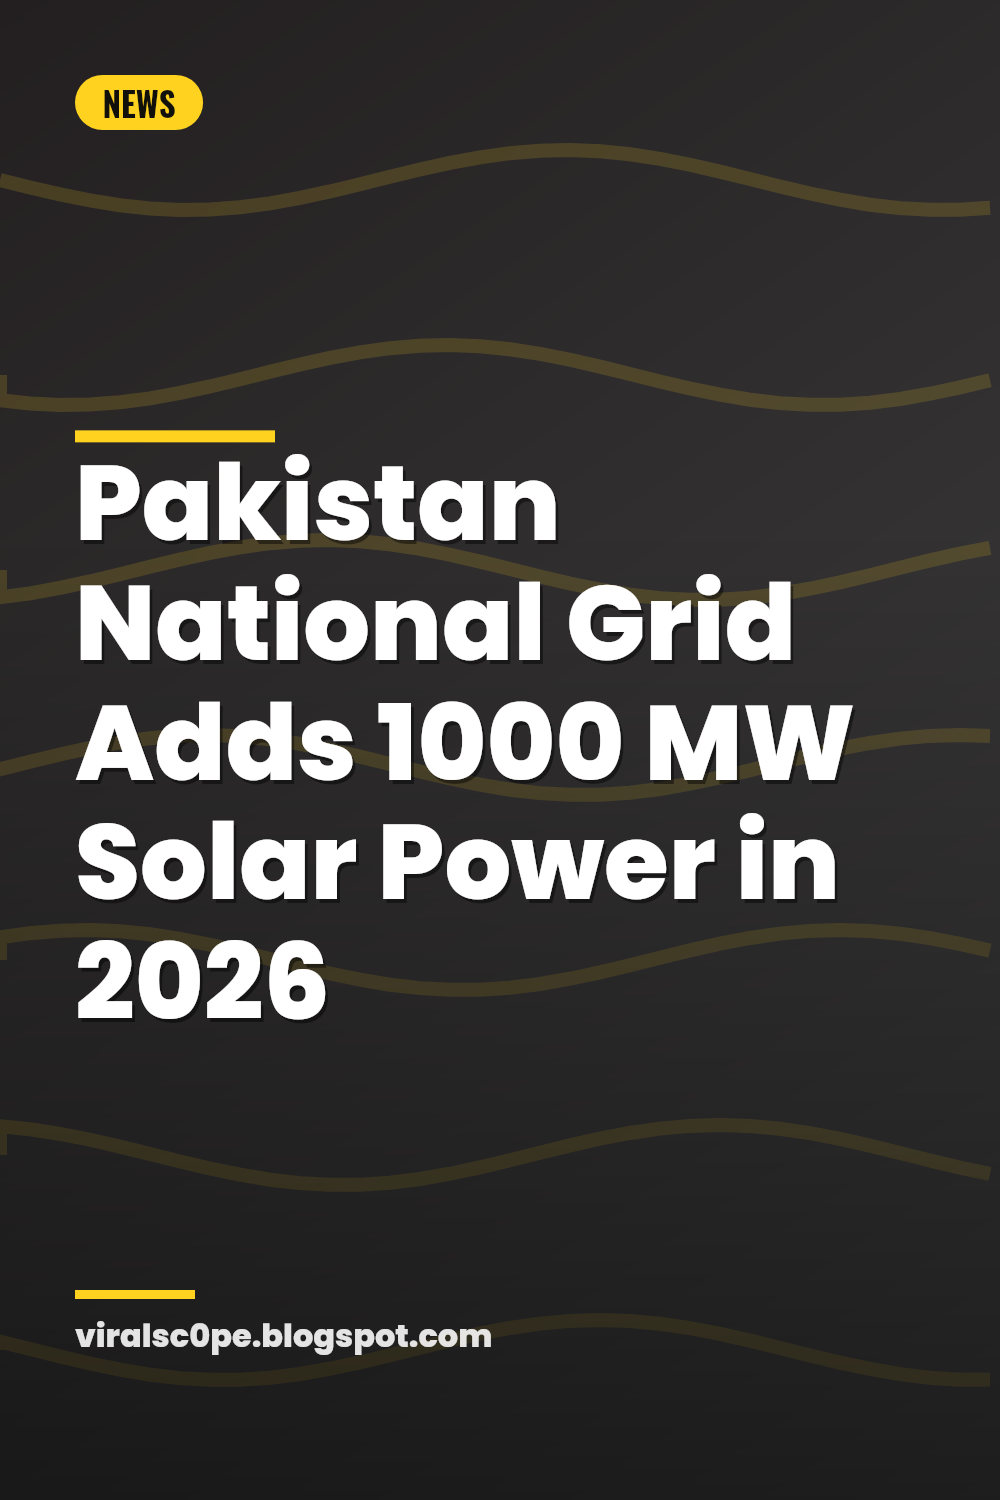 NEWS
Pakistan
National Grid
Adds 1000 MW
Solar Power in
2026
viralsc0pe.blogspot.com